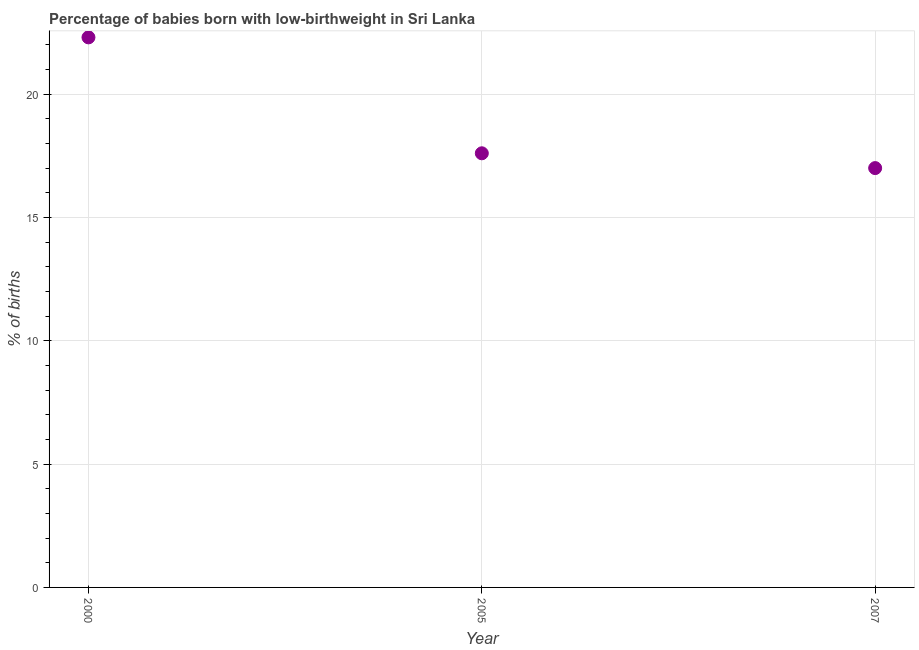 Percentage of babies born with low-birthweight in Sri Lanka
% of births
20
15
10
5
0
2000
2005
2007
Year